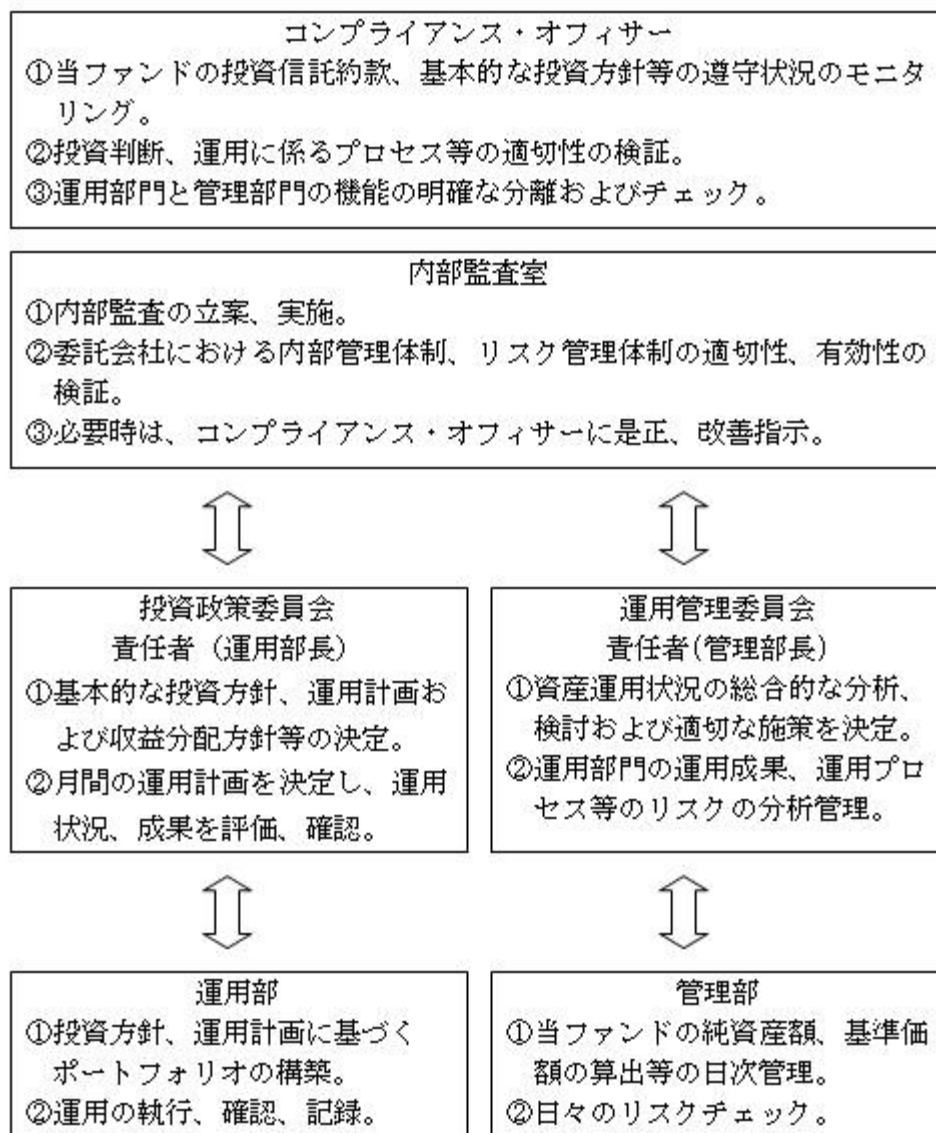 コンプライアンス・オフィサー
①当ファンドの投資信託約款、基本的な投資方針等の遵守状況のモニタ
リング。
②投資判断、運用に係るプロセス等の適切性の検証。
③運用部門と管理部門の機能の明確な分離およびチェック。
内部監査室
①内部監査の立案、実施。
②委託会社における内部管理体制、リスク管理体制の適切性、有効性の
検証。
③必要時は、コンプライアンス・オフィサーに是正、改善指示。
投資政策委員会
責任者（運用部長）
①基本的な投資方針、運用計画お
よび収益分配方針等の決定。
②月間の運用計画を決定し、運用
状況、成果を評価、確認。
運用管理委員会
責任者(管理部長)
①資産運用状況の総合的な分析、
検討および適切な施策を決定。
②運用部門の運用成果、運用プロ
セス等のリスクの分析管理。
運用部
①投資方針、運用計画に基づく
ポートフォリオの構築。
②運用の執行、確認、記録。
管理部
①当ファンドの純資産額、基準価
額の算出等の日次管理。
②日々のリスクチェック。